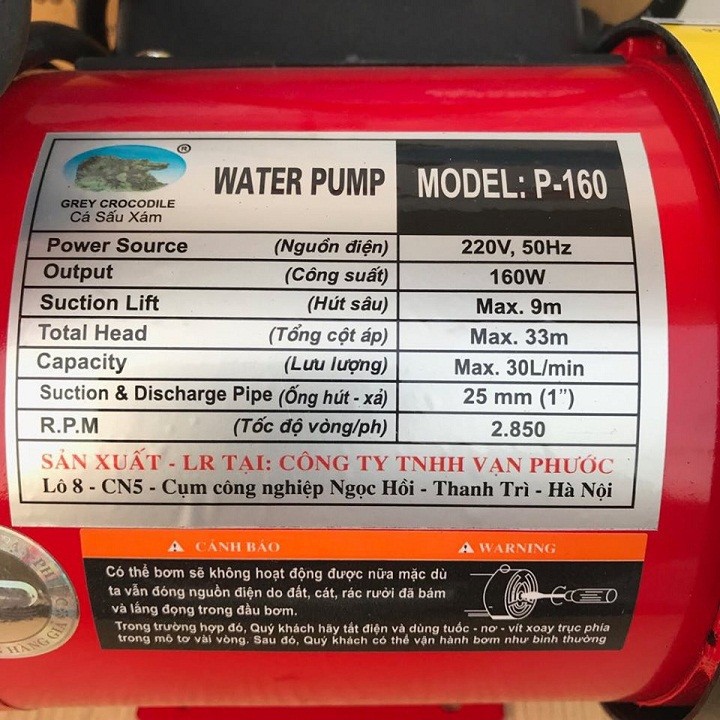 ®
GREY CROCODILE
Cá Sấu Xám
WATER PUMP MODEL: P-160
Power Source (Nguồn điện) 220V, 50Hz
Output (Công suất) 160W
Suction Lift (Hút sâu) Max. 9m
Total Head (Tổng cột áp) Max. 33m
Capacity (Lưu lượng) Max. 30L/min
Suction & Discharge Pipe (Ống hút - xả) 25 mm (1")
R.P.M (Tốc độ vòng/ph) 2.850
SẢN XUẤT - LR TẠI: CÔNG TY TNHH VẠN PHƯỚC
Lô 8 - CN5 - Cụm công nghiệp Ngọc Hồi - Thanh Trì - Hà Nội
CẢNH BÁO WARNING
Có thể bơm sẽ không hoạt động được nữa mặc dù
ta vẫn đóng nguồn điện do đất, cát, rác rưởi đã bám
và lắng đọng trong đầu bơm.
Trong trường hợp đó, Quý khách hãy tắt điện và dùng tuốc - nơ - vít xoay trục phía
trong mô tơ vài vòng. Sau đó, Quý khách có thể vận hành bơm như bình thường